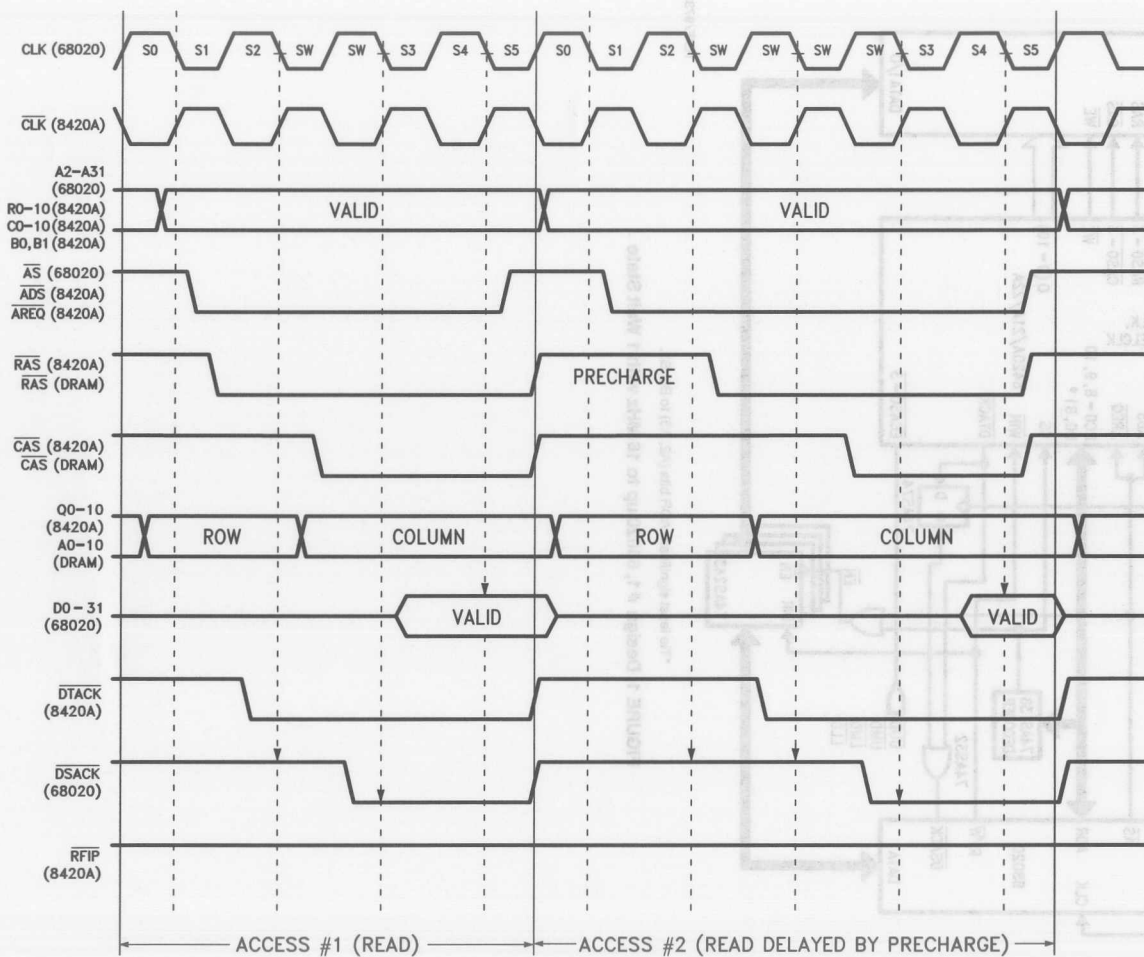 CLK (68020)
S0 S1 S2 SW SW S3 S4 S5 S0 S1 S2 SW SW SW SW S3 S4 S5
CLK (8420A)
A2-A31
(68020)
R0-10 (8420A)
C0-10 (8420A)
B0, B1 (8420A)
VALID VALID
AS (68020)
ADS (8420A)
AREQ (8420A)
RAS (8420A)
RAS (DRAM)
PRECHARGE
CAS (8420A)
CAS (DRAM)
Q0-10
(8420A)
A0-10
(DRAM)
ROW COLUMN ROW COLUMN
D0-31
(68020)
VALID VALID
DTACK
(8420A)
DSACK
(68020)
RFIP
(8420A)
ACCESS #1 (READ) ACCESS #2 (READ DELAYED BY PRECHARGE)